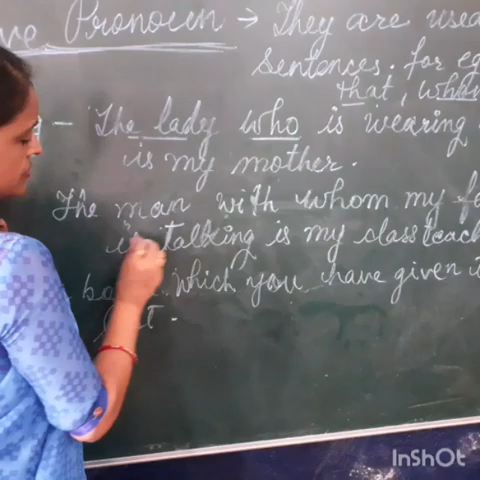 ve Pronoun → They are used
sentences. for eg
that, whom
- The lady who is wearing
is my mother.
The man with whom my fa
is talking is my class teach
which you have given i
InShOt